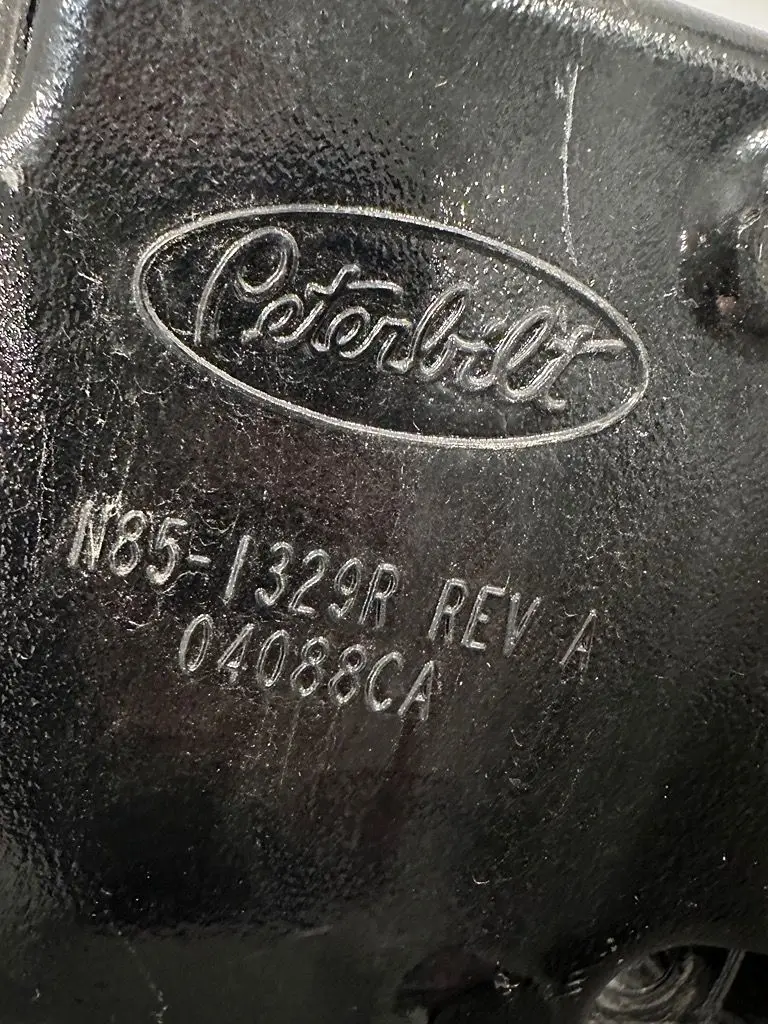 Peterbilt
N85-1329R REV A
04088CA